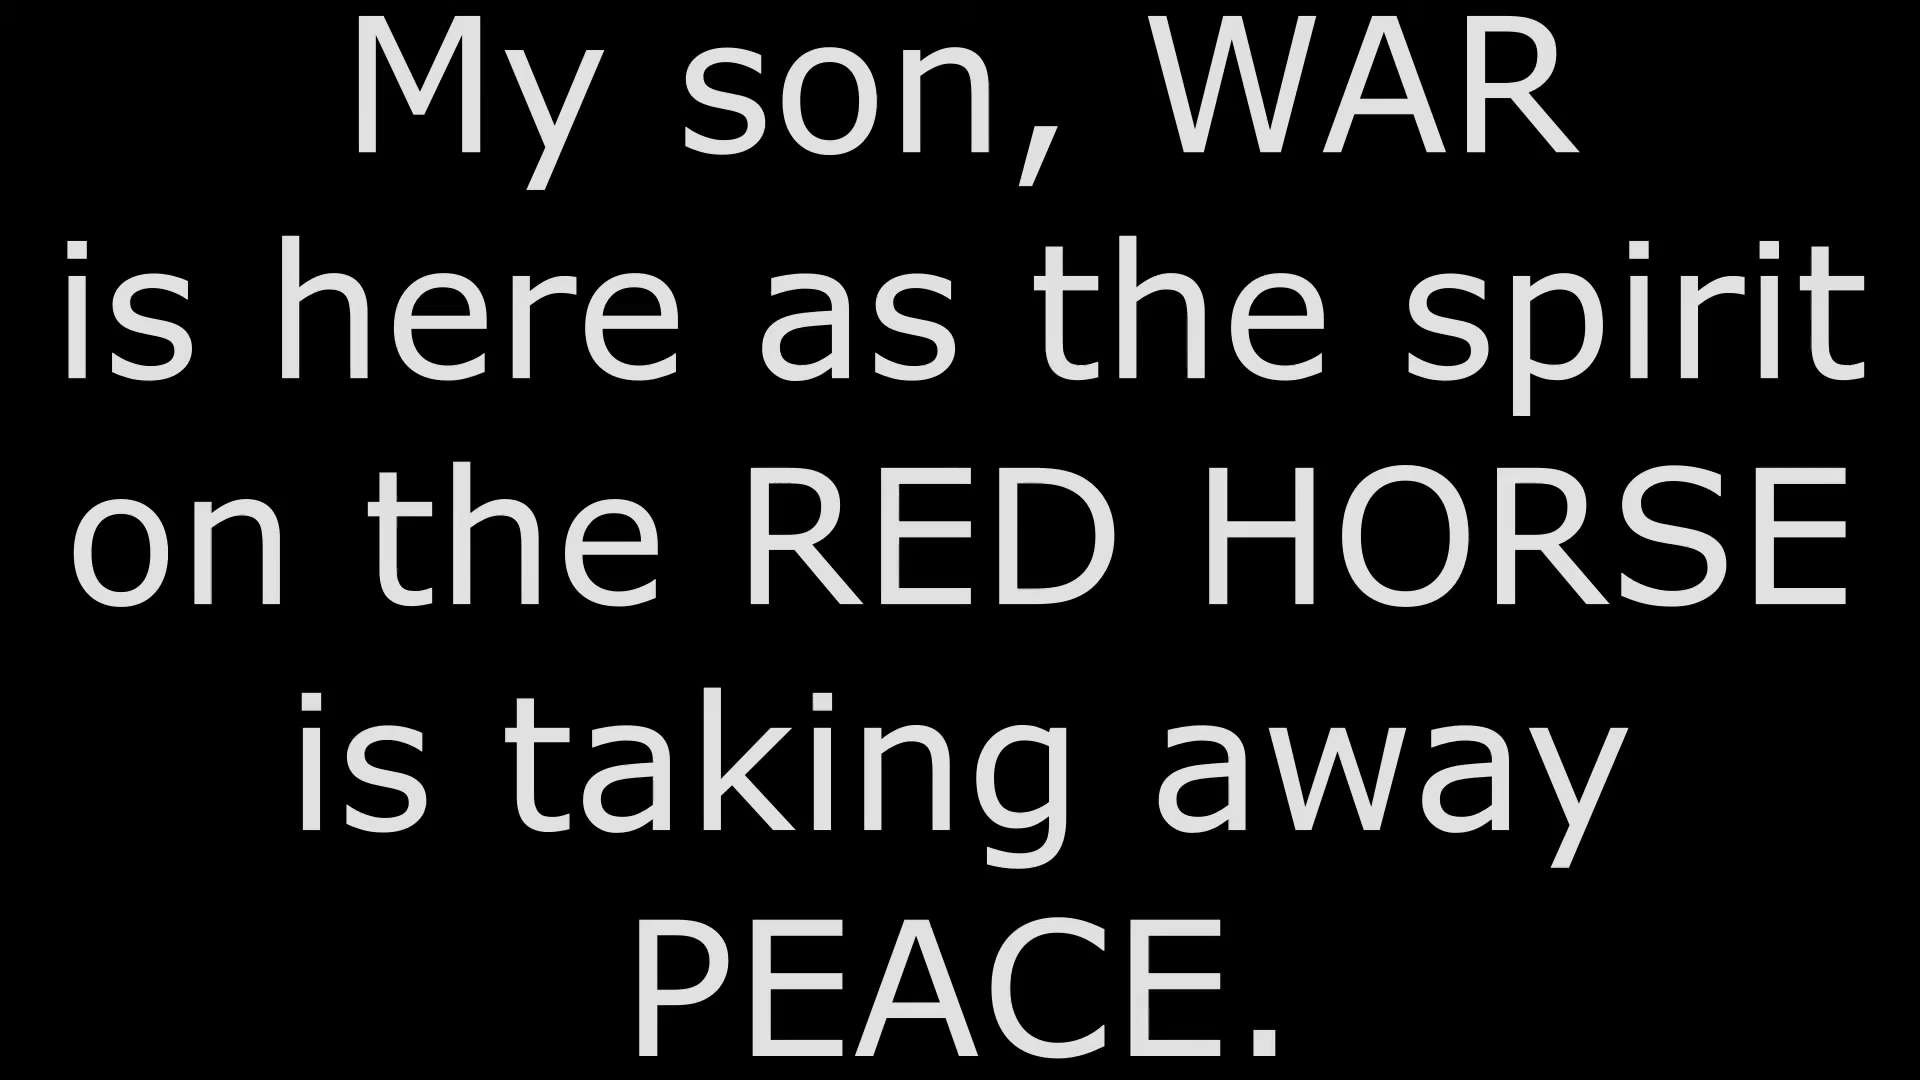 My son, WAR
is here as the spirit
on the RED HORSE
is taking away
PEACE.